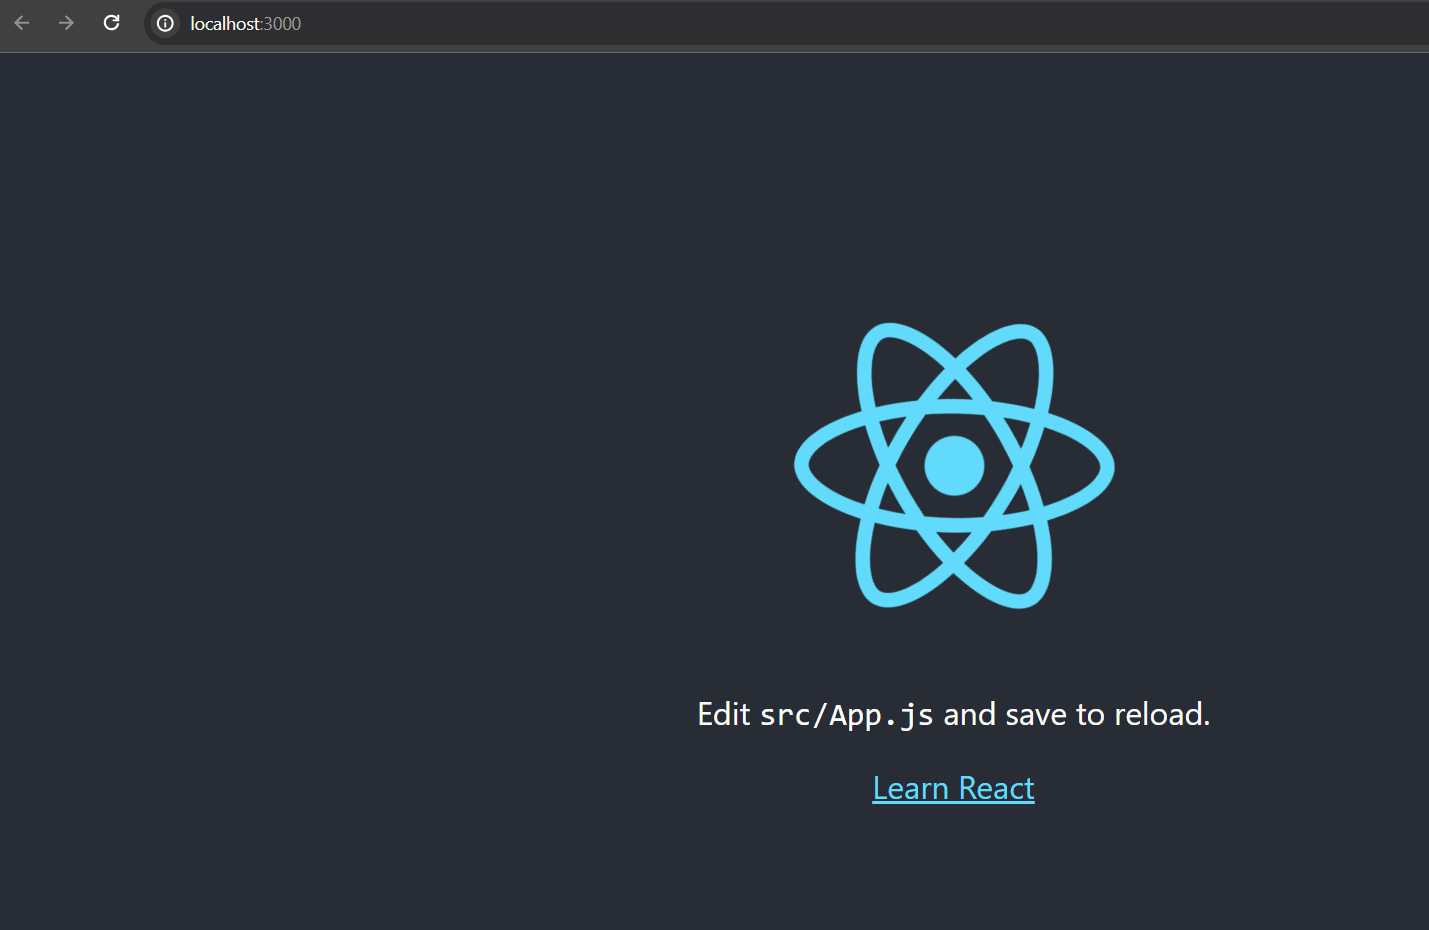 localhost:3000
Edit src/App.js and save to reload.
Learn React